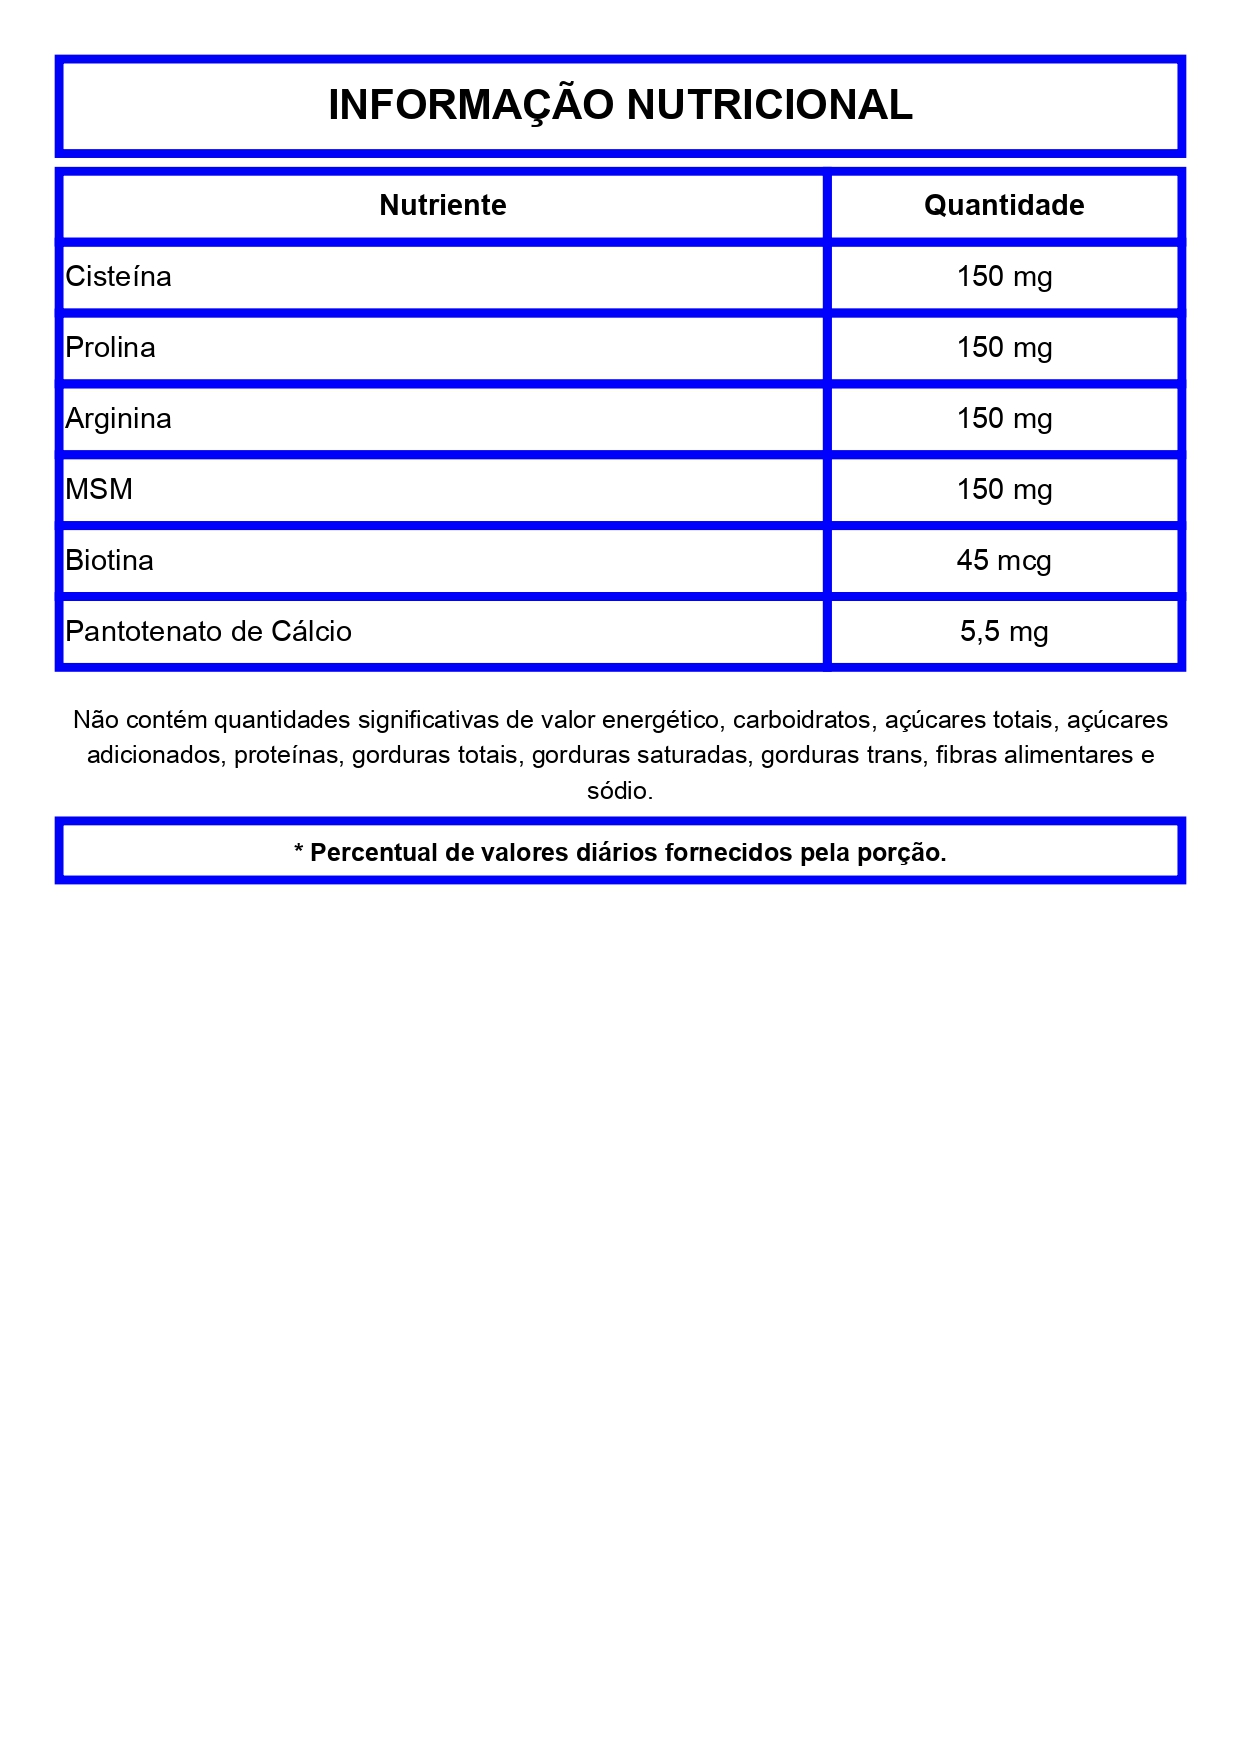 INFORMAÇÃO NUTRICIONAL
Nutriente Quantidade
Cisteína 150 mg
Prolina 150 mg
Arginina 150 mg
MSM 150 mg
Biotina 45 mcg
Pantotenato de Cálcio 5,5 mg
Não contém quantidades significativas de valor energético, carboidratos, açúcares totais, açúcares
adicionados, proteínas, gorduras totais, gorduras saturadas, gorduras trans, fibras alimentares e
sódio.
* Percentual de valores diários fornecidos pela porção.